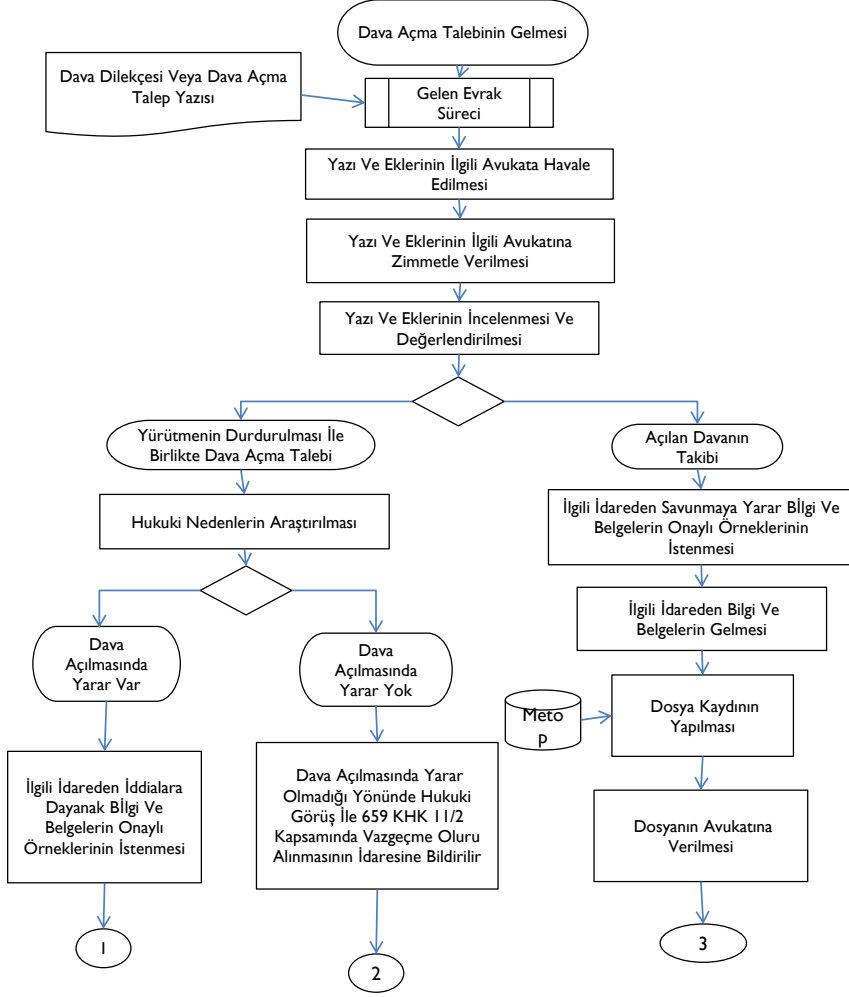 Dava Açma Talebinin Gelmesi
Dava Dilekçesi Veya Dava Açma
Talep Yazısı
Gelen Evrak
Süreci
Yazı Ve Eklerinin İlgili Avukata Havale
Edilmesi
Yazı Ve Eklerinin İlgili Avukatına
Zimmetle Verilmesi
Yazı Ve Eklerinin İncelenmesi Ve
Değerlendirilmesi
Yürütmenin Durdurulması İle
Birlikte Dava Açma Talebi
Açılan Davanın
Takibi
Hukuki Nedenlerin Araştırılması
İlgili İdareden Savunmaya Yarar Bİlgi Ve
Belgelerin Onaylı Örneklerinin
İstenmesi
İlgili İdareden Bilgi Ve
Belgelerin Gelmesi
Dava
Açılmasında
Yarar Var
Dava
Açılmasında
Yarar Yok
Meto
p
Dosya Kaydının
Yapılması
İlgili İdareden İddialara
Dayanak Bİlgi Ve
Belgelerin Onaylı
Örneklerinin İstenmesi
Dava Açılmasında Yarar
Olmadığı Yönünde Hukuki
Görüş İle 659 KHK 11/2
Kapsamında Vazgeçme Oluru
Alınmasının İdaresine Bildirilir
Dosyanın Avukatına
Verilmesi
1
2
3